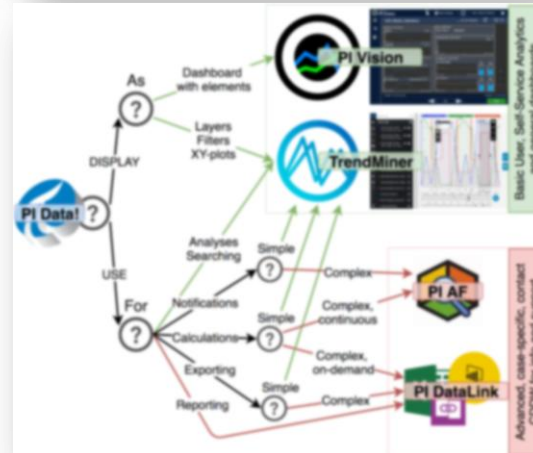 As
?
Dashboard
with elements
PI Vision
Layers
Filters
XY-plots
DISPLAY
TrendMiner
PI Data!
?
Basic User, Self-Service Analytics
USE
Analyses
Searching
Simple
?
Complex
PI AF
For
?
Notifications
Complex,
continuous
Simple
?
Calculations
Complex,
on-demand
Exporting
Simple
?
Complex
PI DataLink
Reporting
Advanced, case-specific, contact